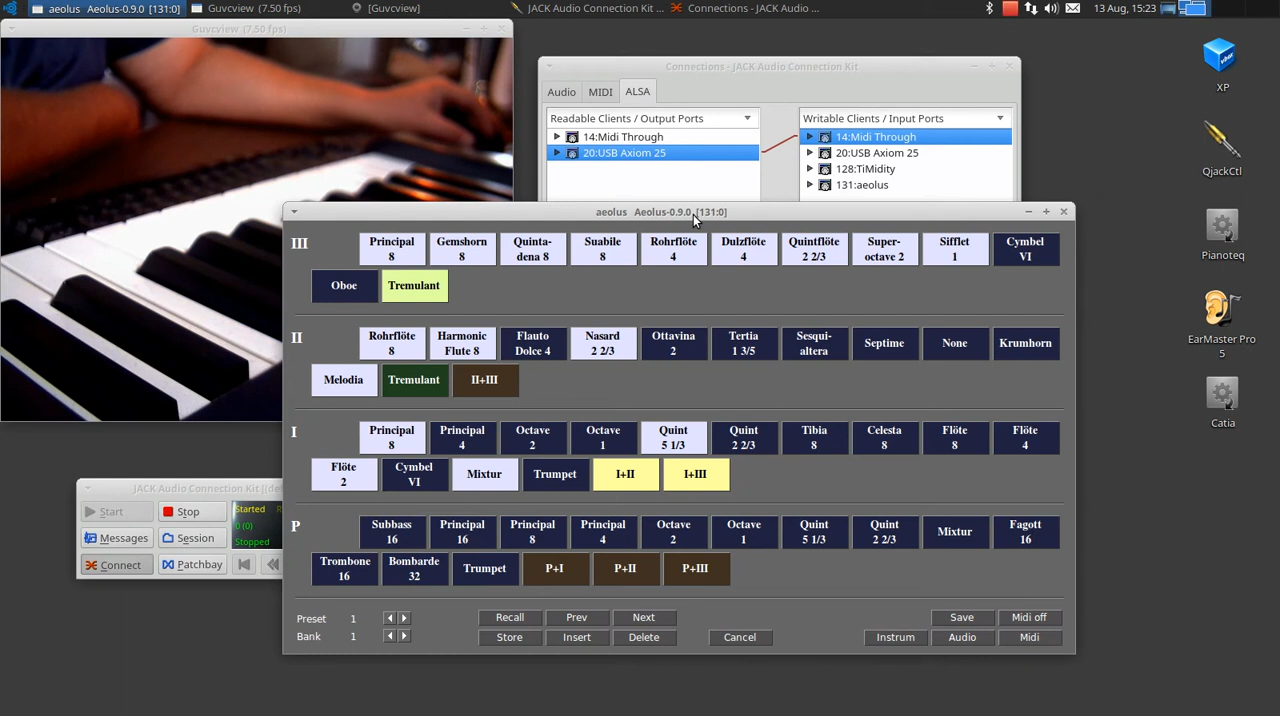 aeolus Aeolus-0.9.0 [131:0]
Guvcview (7.50 fps)
[Guvcview]
JACK Audio Connection Kit ...
Connections - JACK Audio ...
13 Aug, 15:23
Guvcview (7.50 fps)
Connections - JACK Audio Connection Kit
Audio
MIDI
ALSA
Readable Clients / Output Ports
Writable Clients / Input Ports
14:Midi Through
20:USB Axiom 25
14:Midi Through
20:USB Axiom 25
128:TiMidity
131:aeolus
XP
QjackCtl
Pianoteq
EarMaster Pro
5
Catia
aeolus Aeolus-0.9.0 [131:0]
III
Principal
8
Gemshorn
8
Quinta-
dena 8
Suabile
8
Rohrflöte
4
Dulzflöte
4
Quintflöte
2 2/3
Super-
octave 2
Sifflet
1
Cymbel
VI
Oboe
Tremulant
II
Rohrflöte
8
Harmonic
Flute 8
Flauto
Dolce 4
Nasard
2 2/3
Ottavina
2
Tertia
1 3/5
Sesqui-
altera
Septime
None
Krumhorn
Melodia
Tremulant
II+III
I
Principal
8
Principal
4
Octave
2
Octave
1
Quint
5 1/3
Quint
2 2/3
Tibia
8
Celesta
8
Flöte
8
Flöte
4
Flöte
2
Cymbel
VI
Mixtur
Trumpet
I+II
I+III
P
Subbass
16
Principal
16
Principal
8
Principal
4
Octave
2
Octave
1
Quint
5 1/3
Quint
2 2/3
Mixtur
Fagott
16
Trombone
16
Bombarde
32
Trumpet
P+I
P+II
P+III
Preset 1
Bank 1
Recall
Prev
Next
Store
Insert
Delete
Cancel
Save
Midi off
Instrum
Audio
Midi
JACK Audio Connection Kit [(def
Start
Stop
Messages
Session
Connect
Patchbay
Started
0 (0)
Stopped